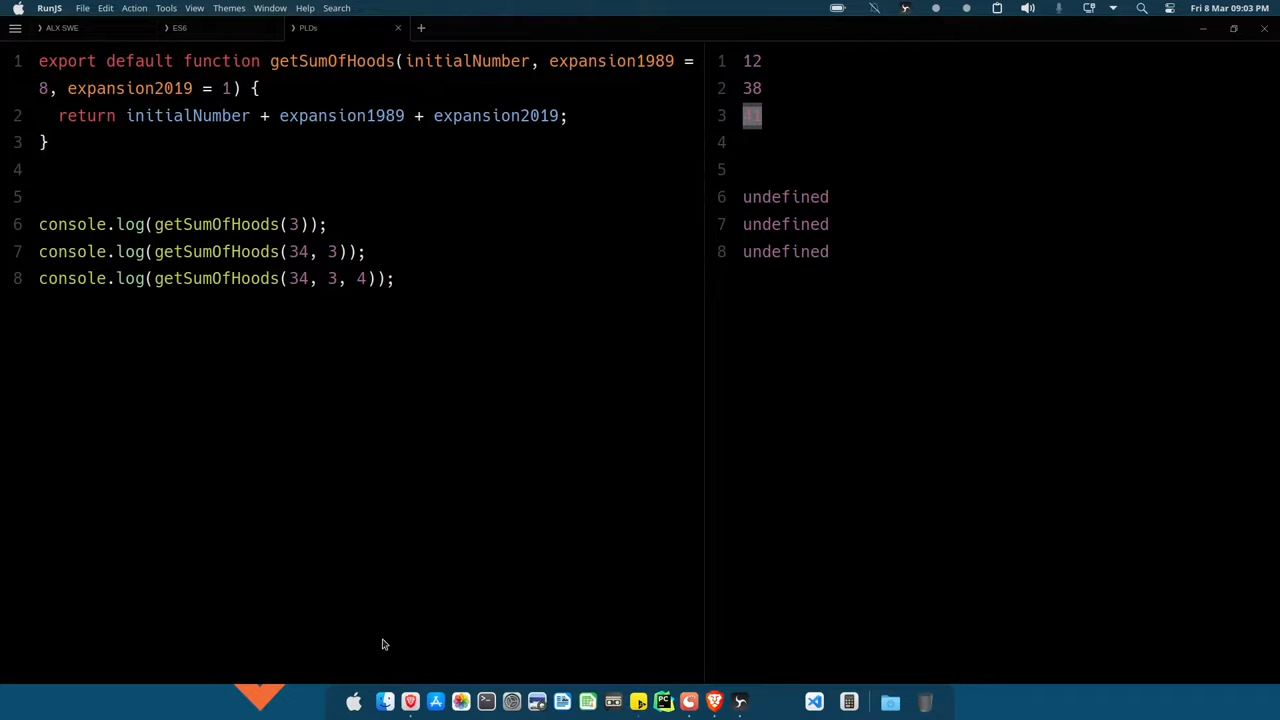 RunJS File Edit Action Tools View Themes Window Help Search Fri 8 Mar 09:03 PM
ALX SWE ES6 PLDs
1 export default function getSumOfHoods(initialNumber, expansion1989 =
8, expansion2019 = 1) {
2 return initialNumber + expansion1989 + expansion2019;
3 }
4
5
6 console.log(getSumOfHoods(3));
7 console.log(getSumOfHoods(34, 3));
8 console.log(getSumOfHoods(34, 3, 4));
1 12
2 38
3 41
4
5
6 undefined
7 undefined
8 undefined
PC